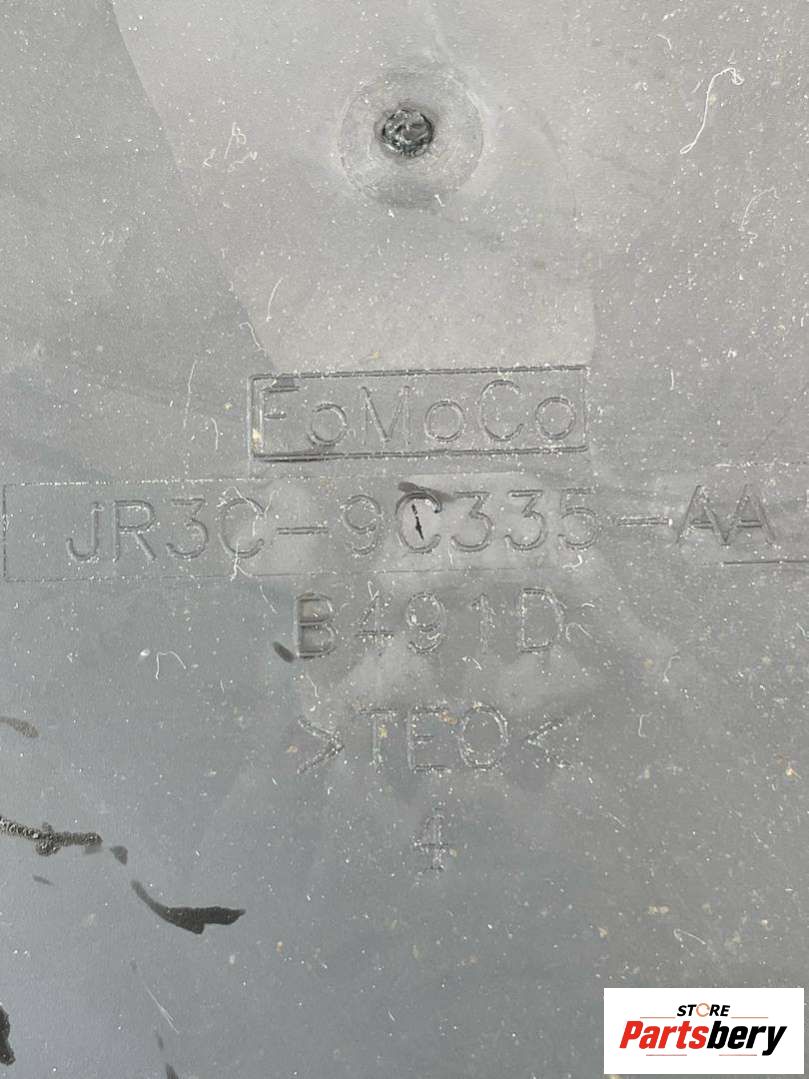 FoMoCo
JR3C-9C335-AA
B491D
>TEO<
4
STORE
Partsbery